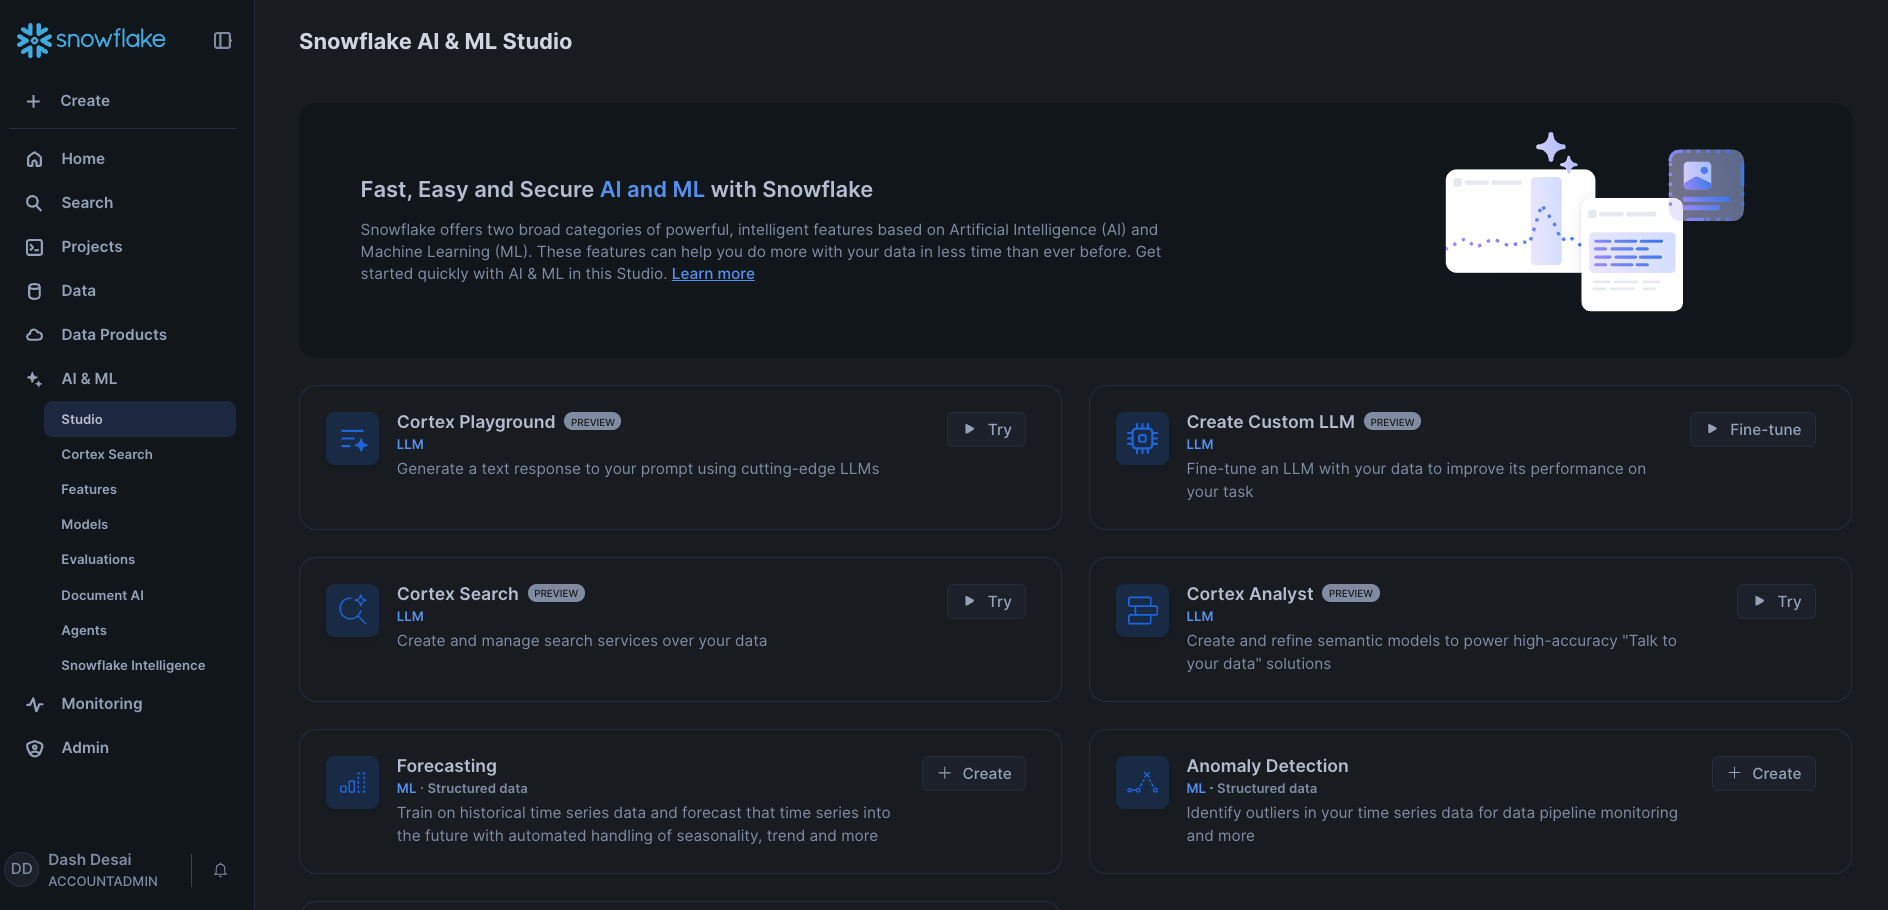 snowflake
Create
Home
Search
Projects
Data
Data Products
AI & ML
Studio
Cortex Search
Features
Models
Evaluations
Document AI
Agents
Snowflake Intelligence
Monitoring
Admin
DD
Dash Desai
ACCOUNTADMIN
Snowflake AI & ML Studio
Fast, Easy and Secure AI and ML with Snowflake
Snowflake offers two broad categories of powerful, intelligent features based on Artificial Intelligence (AI) and
Machine Learning (ML). These features can help you do more with your data in less time than ever before. Get
started quickly with AI & ML in this Studio. Learn more
Cortex Playground PREVIEW
LLM
Generate a text response to your prompt using cutting-edge LLMs
Try
Create Custom LLM PREVIEW
LLM
Fine-tune an LLM with your data to improve its performance on
your task
Fine-tune
Cortex Search PREVIEW
LLM
Create and manage search services over your data
Try
Cortex Analyst PREVIEW
LLM
Create and refine semantic models to power high-accuracy "Talk to
your data" solutions
Try
Forecasting
ML · Structured data
Train on historical time series data and forecast that time series into
the future with automated handling of seasonality, trend and more
Create
Anomaly Detection
ML · Structured data
Identify outliers in your time series data for data pipeline monitoring
and more
Create